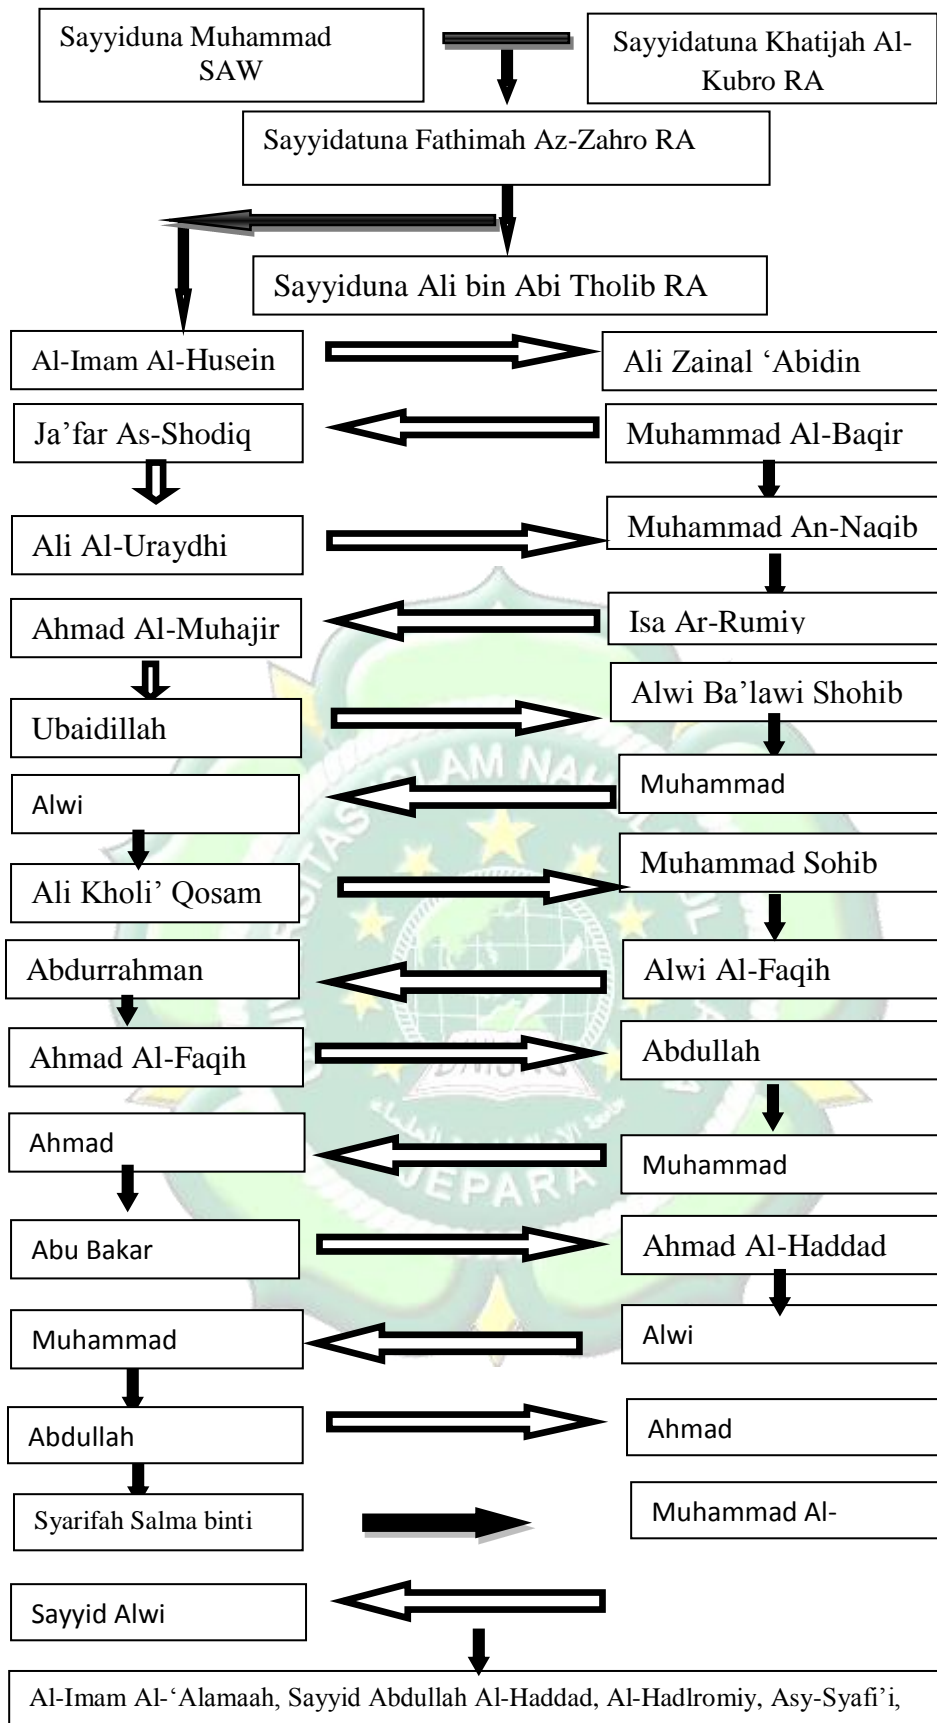 Sayyiduna Muhammad
SAW
Sayyidatuna Khatijah Al-
Kubro RA
Sayyidatuna Fathimah Az-Zahro RA
Sayyiduna Ali bin Abi Tholib RA
Al-Imam Al-Husein
Ali Zainal ‘Abidin
Ja’far As-Shodiq
Muhammad Al-Baqir
Ali Al-Uraydhi
Muhammad An-Naqib
Ahmad Al-Muhajir
Isa Ar-Rumiy
Ubaidillah
Alwi Ba’lawi Shohib
Alwi
Muhammad
Ali Kholi’ Qosam
Muhammad Sohib
Abdurrahman
Alwi Al-Faqih
Ahmad Al-Faqih
Abdullah
Ahmad
Muhammad
Abu Bakar
Ahmad Al-Haddad
Muhammad
Alwi
Abdullah
Ahmad
Syarifah Salma binti
Muhammad Al-
Sayyid Alwi
Al-Imam Al-‘Alamaah, Sayyid Abdullah Al-Haddad, Al-Hadlromiy, Asy-Syafi’i,
JEPARA